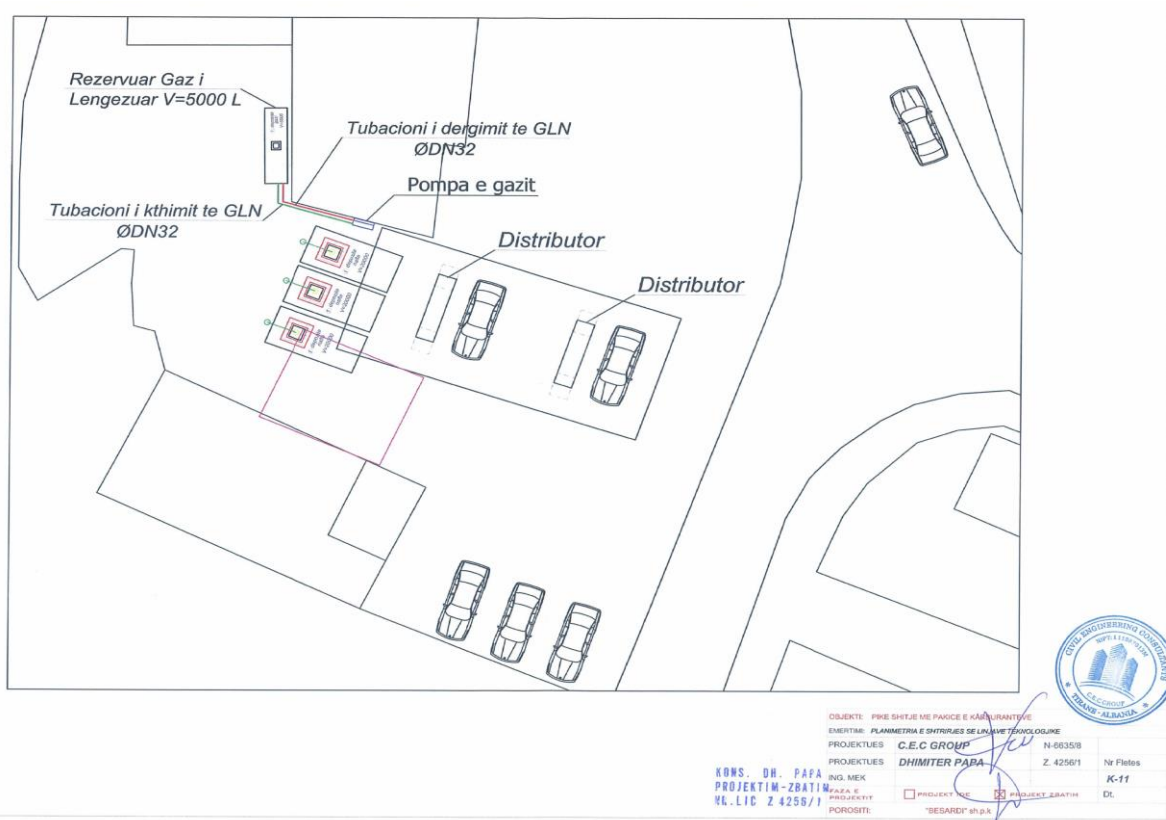 Rezervuar Gaz i
Lengezuar V=5000 L
Tubacioni i dergimit te GLN
ØDN32
Pompa e gazit
Tubacioni i kthimit te GLN
ØDN32
Distributor
Distributor
OBJEKTI: PIKE SHITJE ME PAKICE E KARBURANTEVE
EMERTIMI: PLANIMETRIA E SHTRIRJES SE LINJAVE TEKNOLOGJIKE
PROJEKTUES C.E.C GROUP N-6635/8
PROJEKTUES DHIMITER PAPA Z. 4256/1 Nr Fletes
ING. MEK K-11
FAZA E PROJEKTIT PROJEKT IDE PROJEKT ZBATIM Dt.
POROSITI: "BESARDI" sh.p.k
KONS. DH. PAPA
PROJEKTIM-ZBATIM
NR.LIC Z 4256/1
CIVIL ENGINEERING CONSULTANTS
C.E.C GROUP
TIRANE - ALBANIA